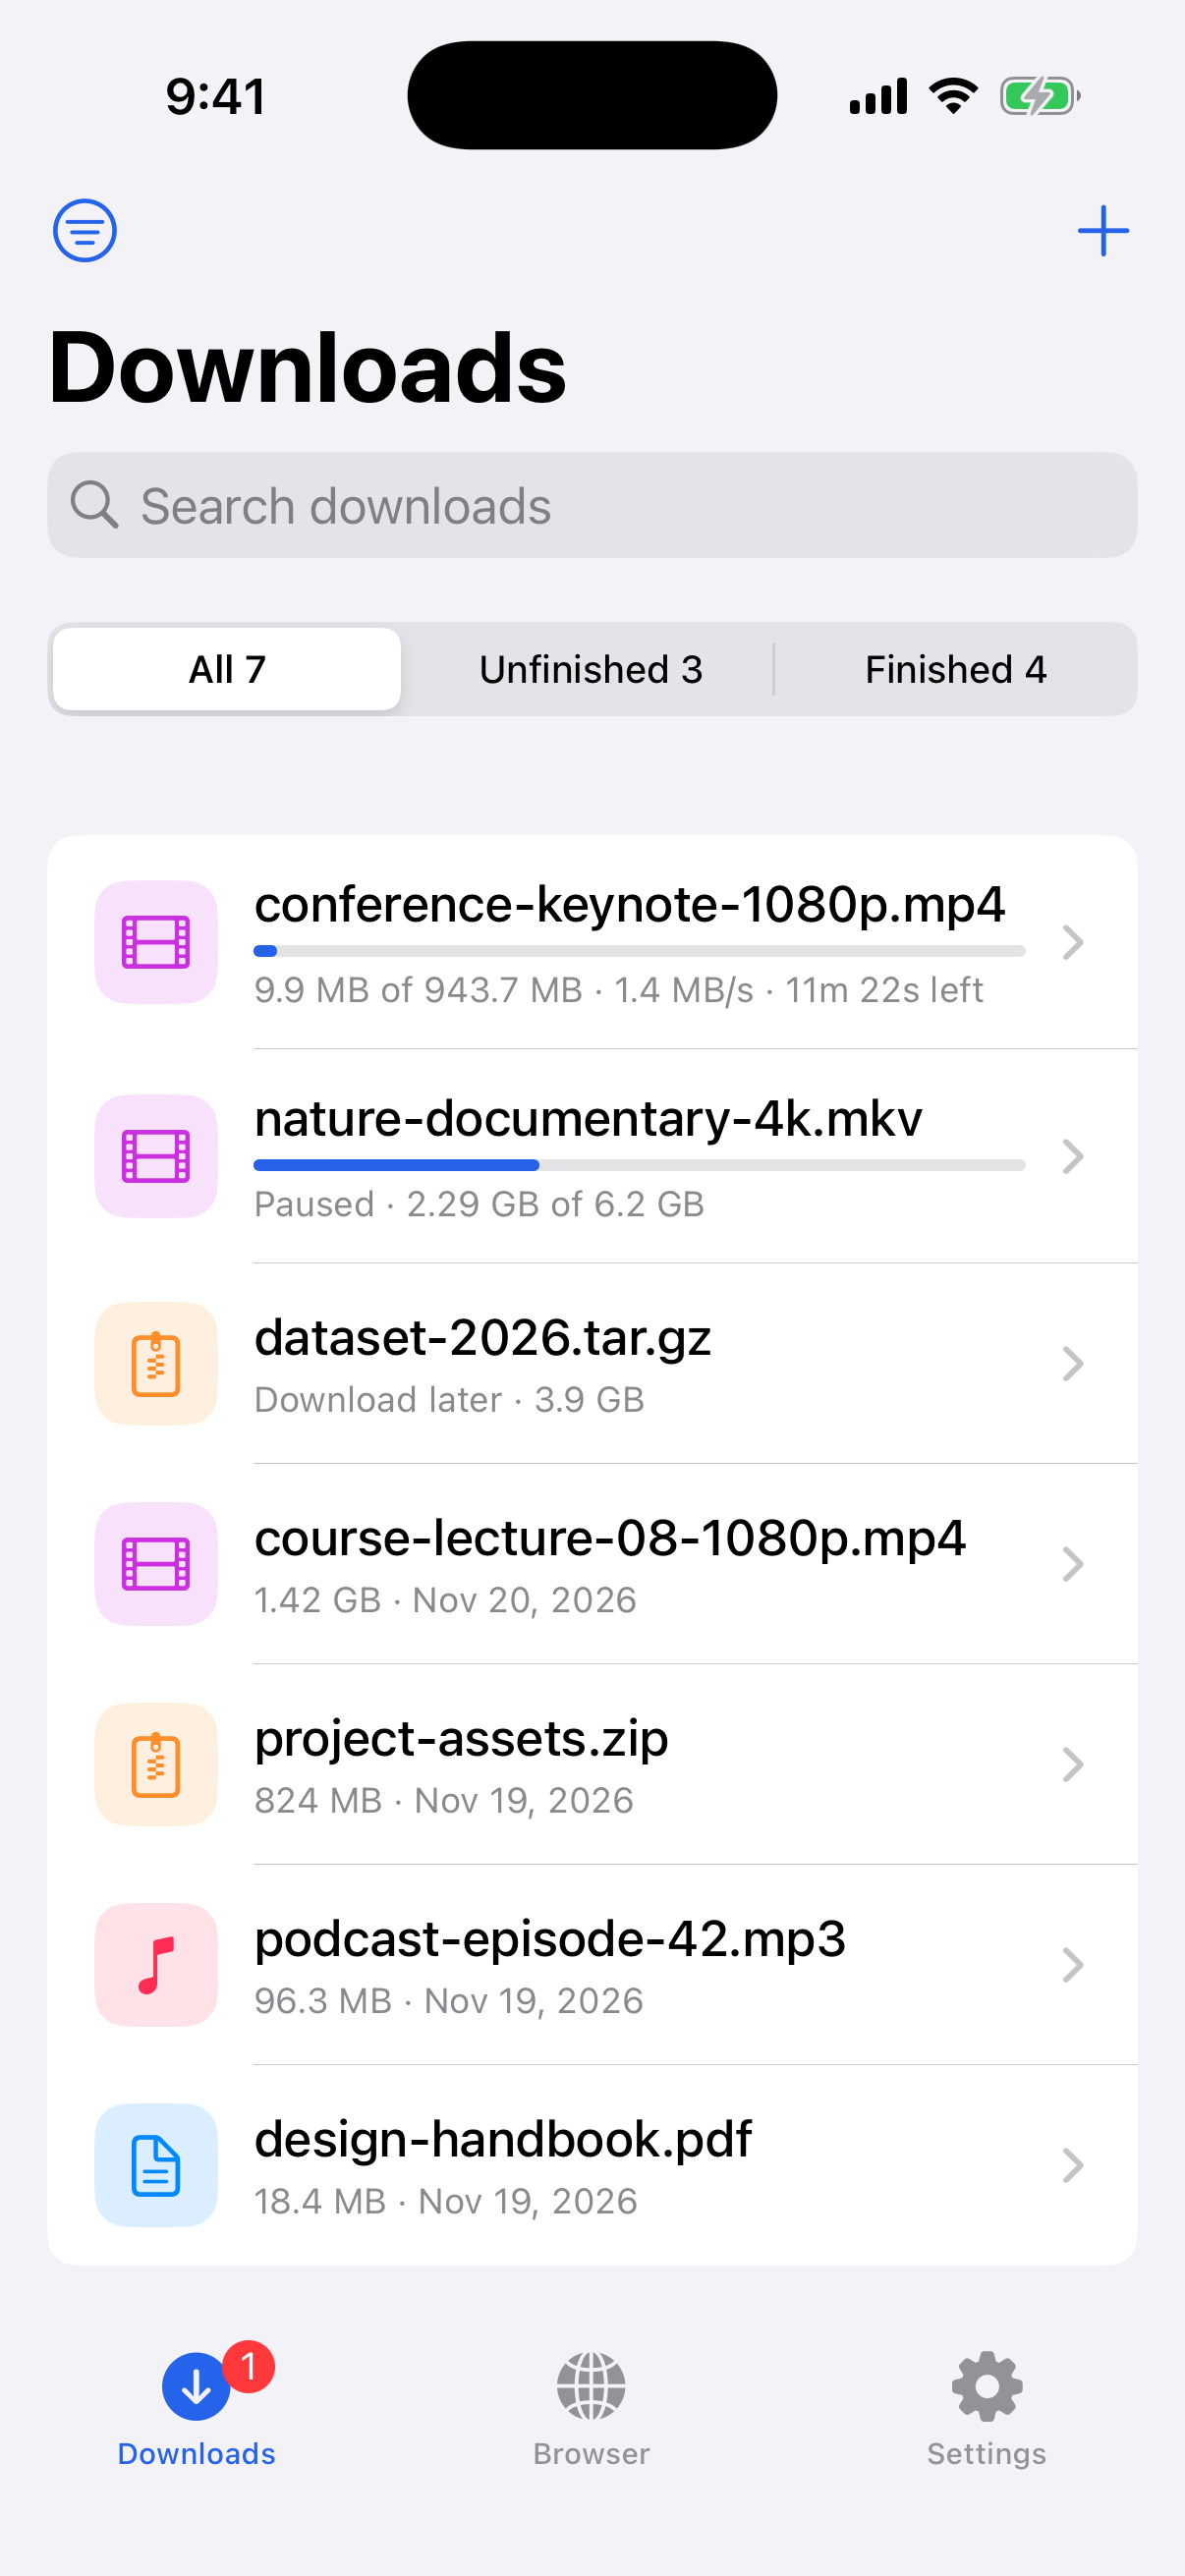 9:41
Downloads
Search downloads
All 7
Unfinished 3
Finished 4
conference-keynote-1080p.mp4
9.9 MB of 943.7 MB · 1.4 MB/s · 11m 22s left
nature-documentary-4k.mkv
Paused · 2.29 GB of 6.2 GB
dataset-2026.tar.gz
Download later · 3.9 GB
course-lecture-08-1080p.mp4
1.42 GB · Nov 20, 2026
project-assets.zip
824 MB · Nov 19, 2026
podcast-episode-42.mp3
96.3 MB · Nov 19, 2026
design-handbook.pdf
18.4 MB · Nov 19, 2026
1
Downloads
Browser
Settings